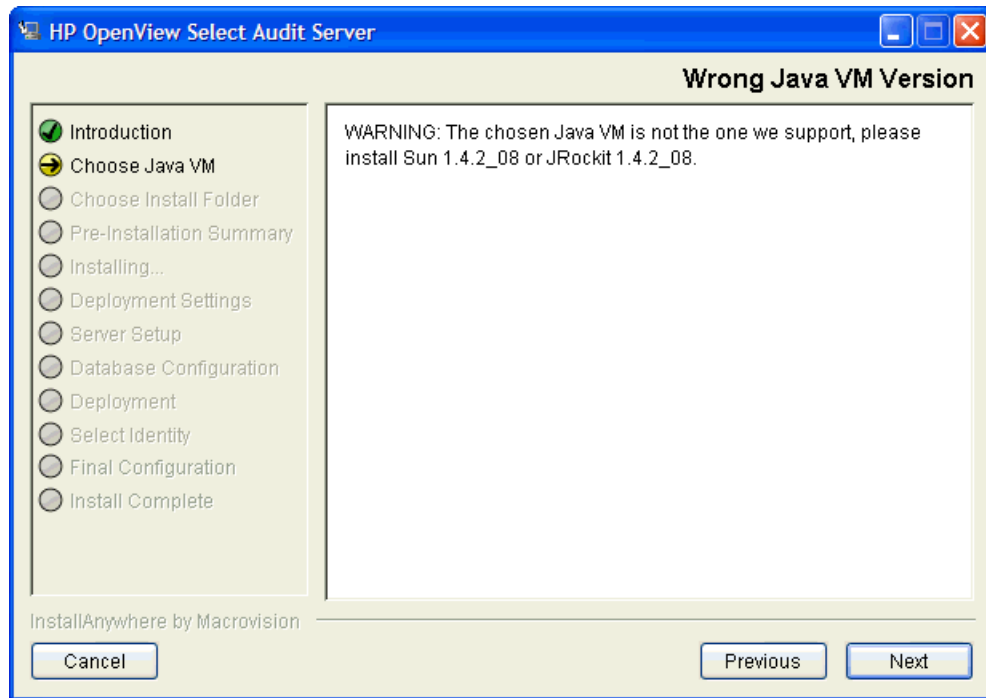 HP OpenView Select Audit Server
Wrong Java VM Version
Introduction
Choose Java VM
Choose Install Folder
Pre-Installation Summary
Installing...
Deployment Settings
Server Setup
Database Configuration
Deployment
Select Identity
Final Configuration
Install Complete
WARNING: The chosen Java VM is not the one we support, please
install Sun 1.4.2_08 or JRockit 1.4.2_08.
InstallAnywhere by Macrovision
Cancel
Previous
Next